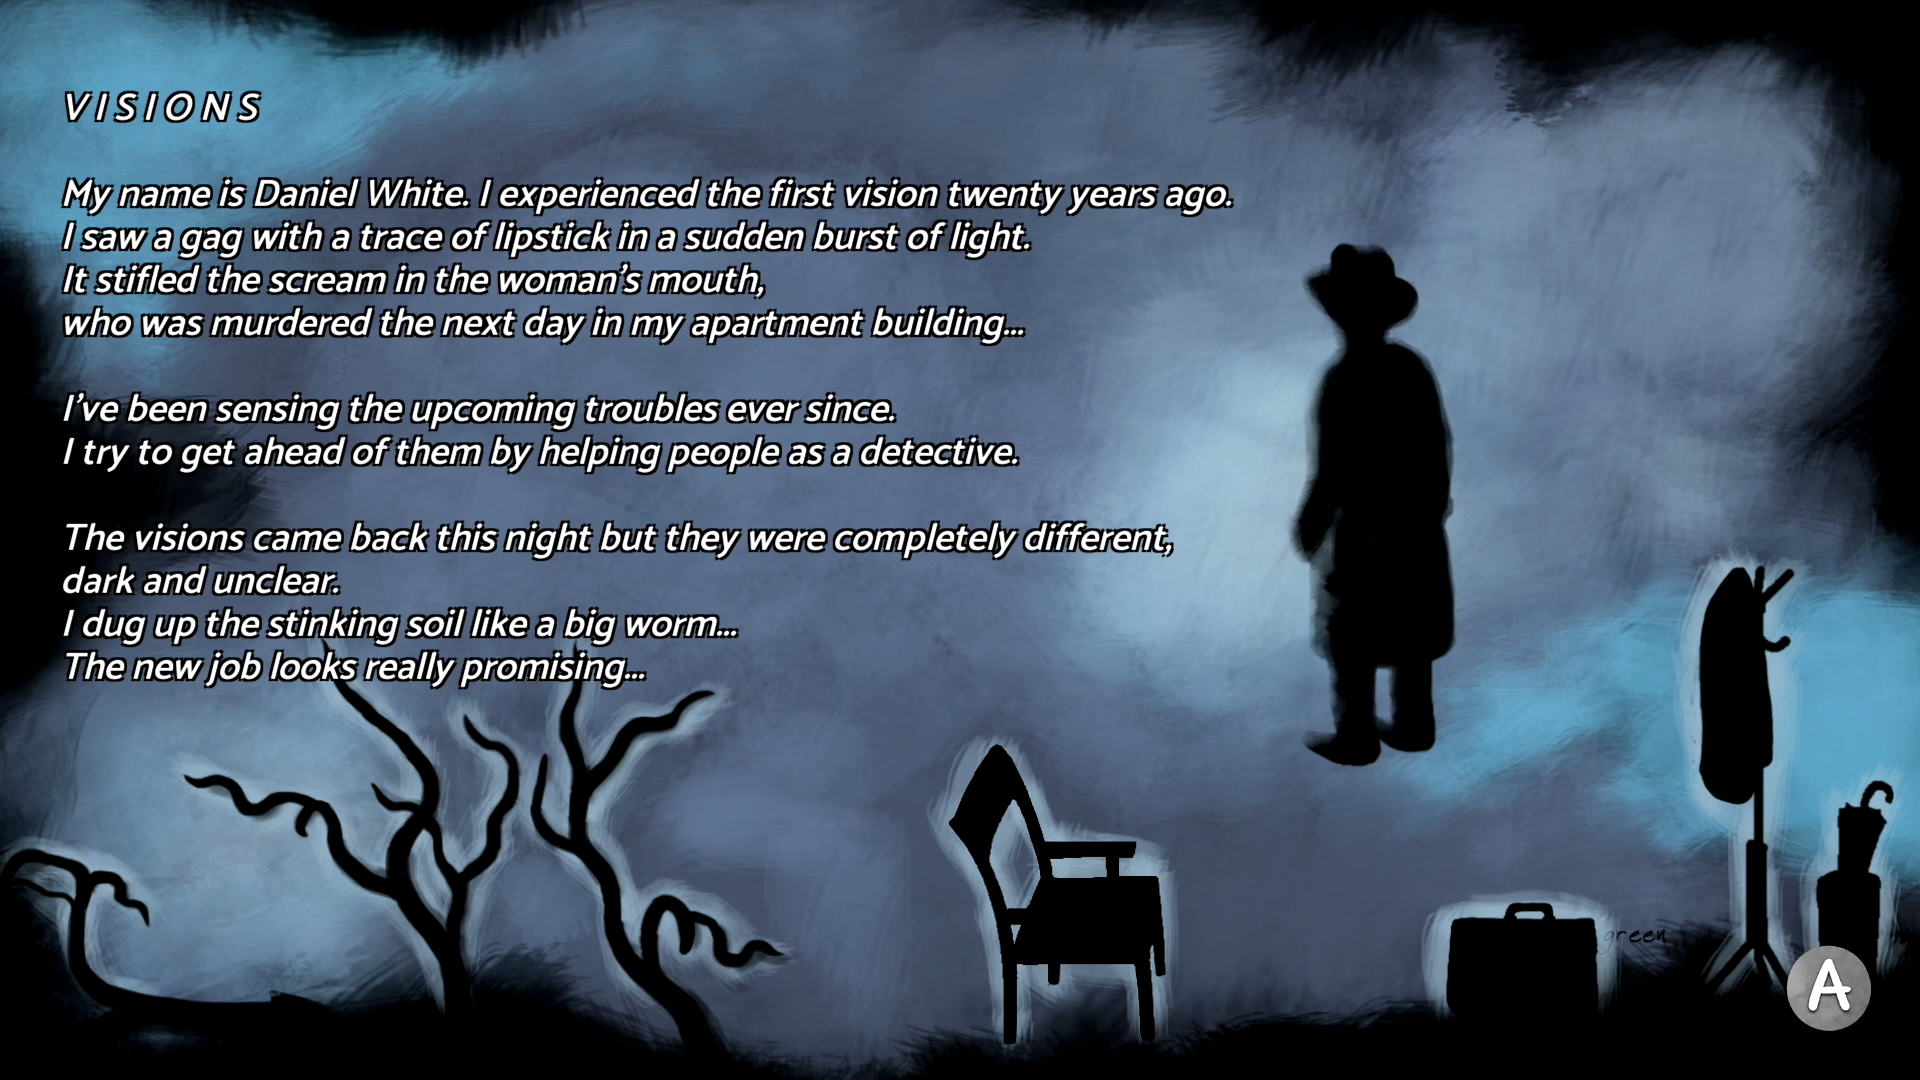 VISIONS
My name is Daniel White. I experienced the first vision twenty years ago.
I saw a gag with a trace of lipstick in a sudden burst of light.
It stifled the scream in the woman's mouth,
who was murdered the next day in my apartment building...
I've been sensing the upcoming troubles ever since.
I try to get ahead of them by helping people as a detective.
The visions came back this night but they were completely different,
dark and unclear.
I dug up the stinking soil like a big worm...
The new job looks really promising...
green
A